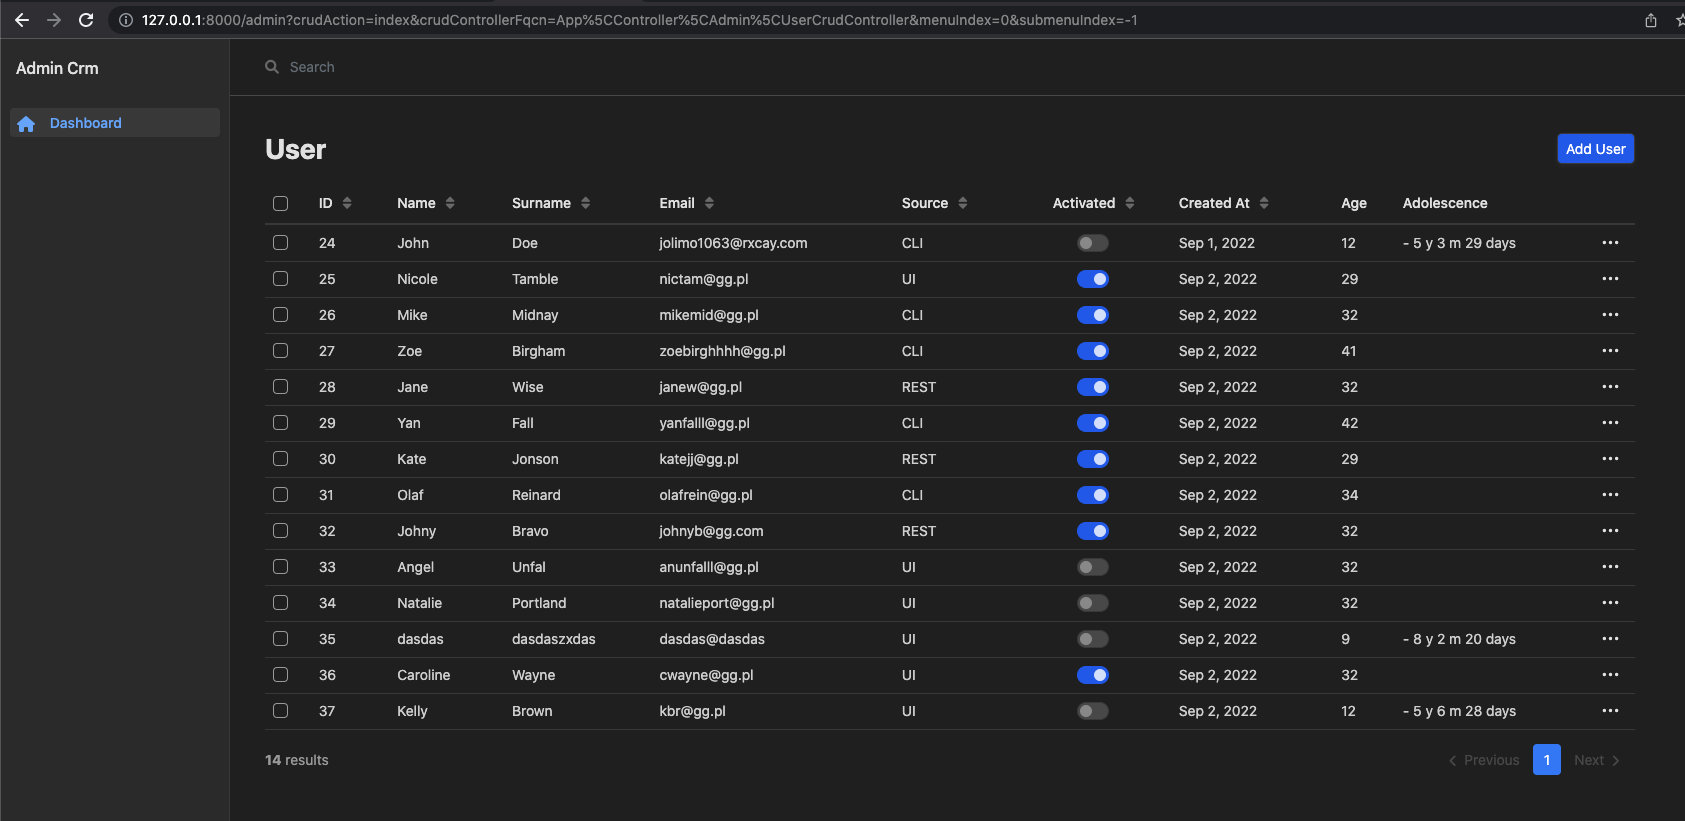 127.0.0.1:8000/admin?crudAction=index&crudControllerFqcn=App%5CController%5CAdmin%5CUserCrudController&menuIndex=0&submenuIndex=-1
Admin Crm
Search
Dashboard
User
Add User
ID Name Surname Email Source Activated Created At Age Adolescence
24 John Doe jolimo1063@rxcay.com CLI Sep 1, 2022 12 - 5 y 3 m 29 days
25 Nicole Tamble nictam@gg.pl UI Sep 2, 2022 29
26 Mike Midnay mikemid@gg.pl CLI Sep 2, 2022 32
27 Zoe Birgham zoebirghhhh@gg.pl CLI Sep 2, 2022 41
28 Jane Wise janew@gg.pl REST Sep 2, 2022 32
29 Yan Fall yanfalll@gg.pl CLI Sep 2, 2022 42
30 Kate Jonson katejj@gg.pl REST Sep 2, 2022 29
31 Olaf Reinard olafrein@gg.pl CLI Sep 2, 2022 34
32 Johny Bravo johnyb@gg.com REST Sep 2, 2022 32
33 Angel Unfal anunfalll@gg.pl UI Sep 2, 2022 32
34 Natalie Portland natalieport@gg.pl UI Sep 2, 2022 32
35 dasdas dasdaszxdas dasdas@dasdas UI Sep 2, 2022 9 - 8 y 2 m 20 days
36 Caroline Wayne cwayne@gg.pl UI Sep 2, 2022 32
37 Kelly Brown kbr@gg.pl UI Sep 2, 2022 12 - 5 y 6 m 28 days
14 results
Previous 1 Next